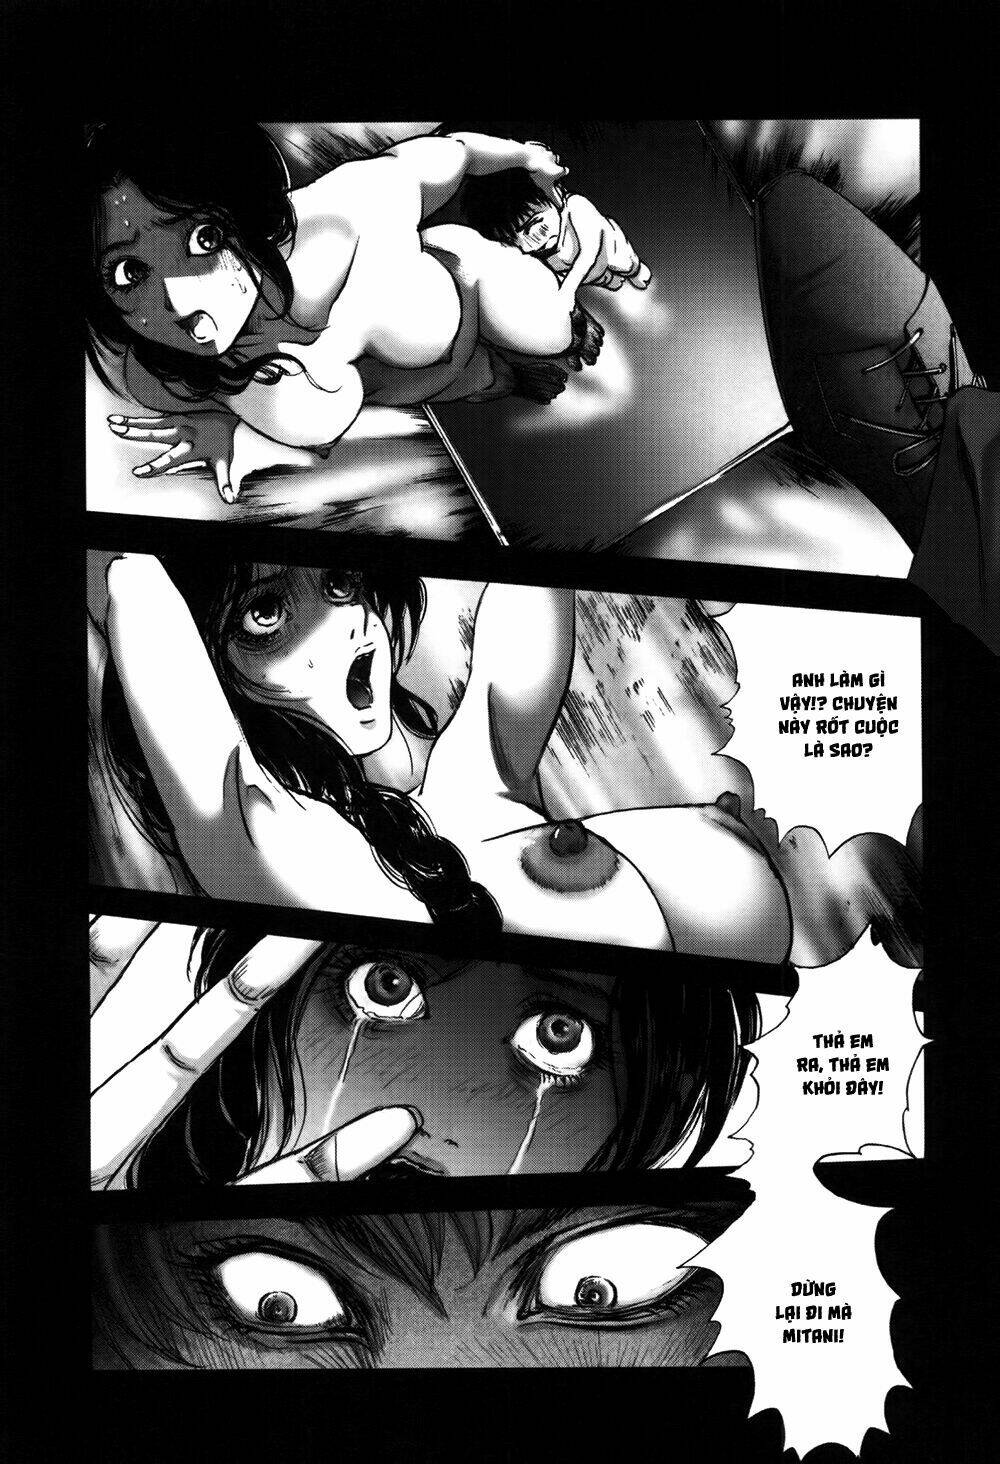 ANH LÀM GÌ
VẬY!? CHUYỆN
NÀY RỐT CUỘC
LÀ SAO?
THẢ EM
RA, THẢ EM
KHỎI ĐÂY!
DỪNG
LẠI ĐI MÀ
MITANI!